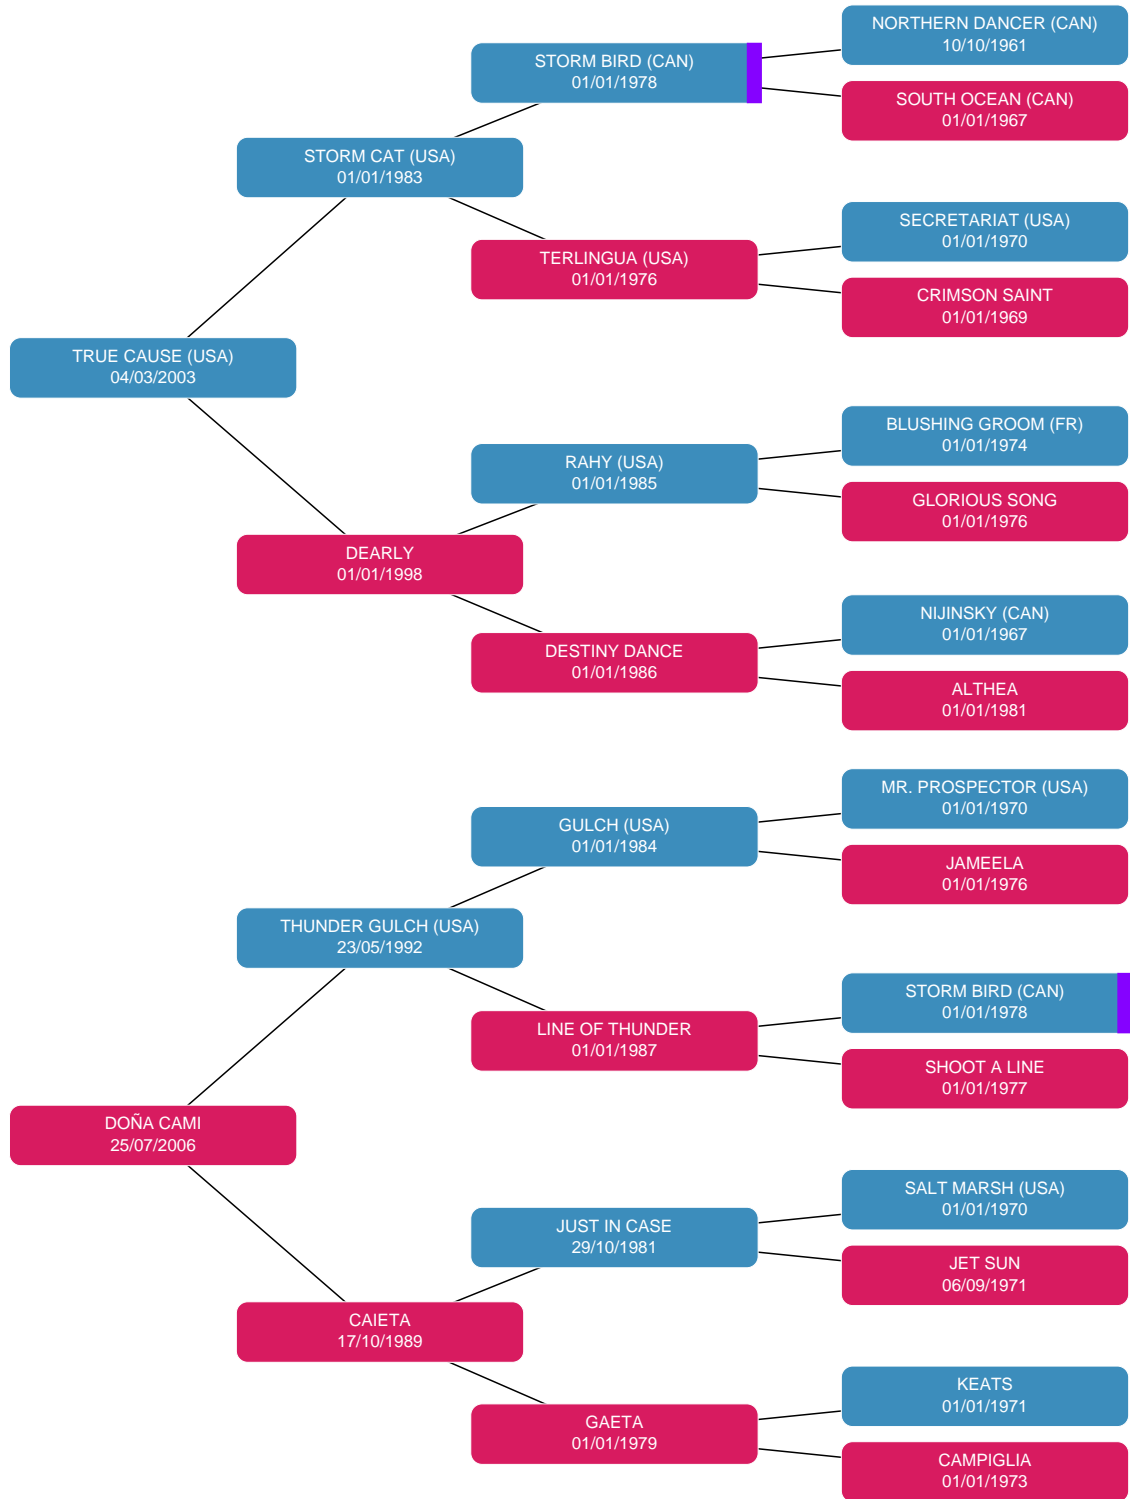 NORTHERN DANCER (CAN)
10/10/1961
STORM BIRD (CAN)
01/01/1978
SOUTH OCEAN (CAN)
01/01/1967
STORM CAT (USA)
01/01/1983
SECRETARIAT (USA)
01/01/1970
TERLINGUA (USA)
01/01/1976
CRIMSON SAINT
01/01/1969
TRUE CAUSE (USA)
04/03/2003
BLUSHING GROOM (FR)
01/01/1974
RAHY (USA)
01/01/1985
GLORIOUS SONG
01/01/1976
DEARLY
01/01/1998
NIJINSKY (CAN)
01/01/1967
DESTINY DANCE
01/01/1986
ALTHEA
01/01/1981
MR. PROSPECTOR (USA)
01/01/1970
GULCH (USA)
01/01/1984
JAMEELA
01/01/1976
THUNDER GULCH (USA)
23/05/1992
STORM BIRD (CAN)
01/01/1978
LINE OF THUNDER
01/01/1987
SHOOT A LINE
01/01/1977
DOÑA CAMI
25/07/2006
SALT MARSH (USA)
01/01/1970
JUST IN CASE
29/10/1981
JET SUN
06/09/1971
CAIETA
17/10/1989
KEATS
01/01/1971
GAETA
01/01/1979
CAMPIGLIA
01/01/1973